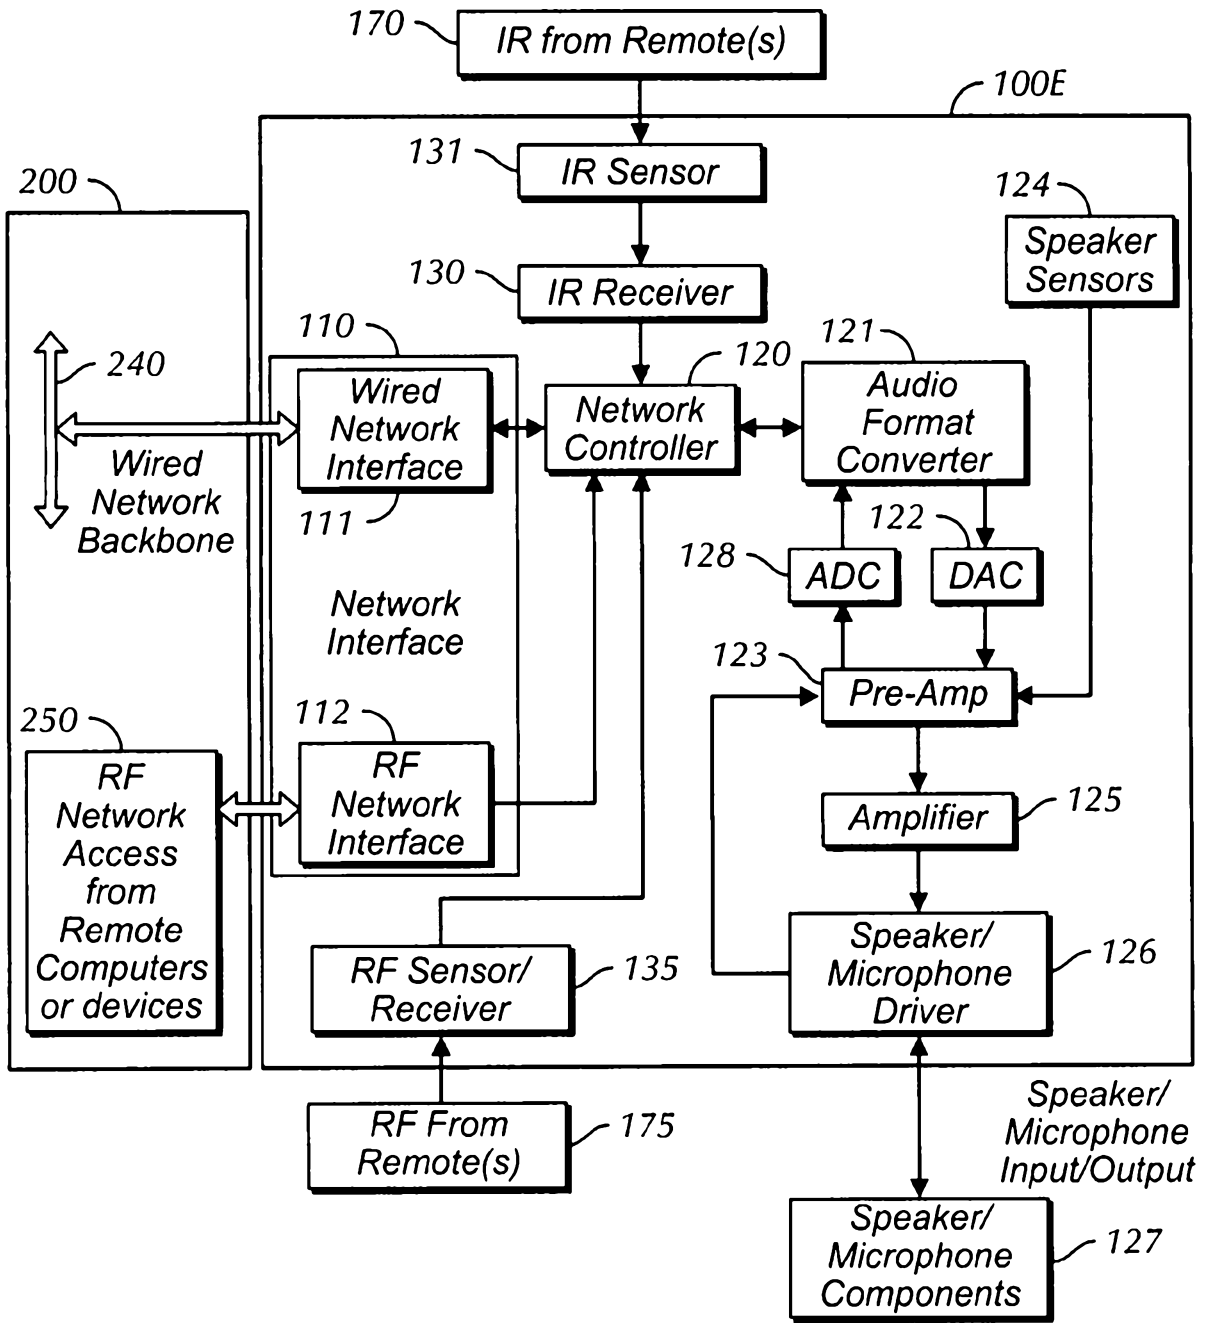 170
IR from Remote(s)
100E
131
IR Sensor
200
124
Speaker
Sensors
130
IR Receiver
110
120
121
240
Wired
Network
Interface
Network
Controller
Audio
Format
Converter
Wired
Network
Backbone
111
122
128
ADC
DAC
Network
Interface
123
Pre-Amp
250
112
RF
Network
Access
from
Remote
Computers
or devices
RF
Network
Interface
Amplifier
125
RF Sensor/
Receiver
135
Speaker/
Microphone
Driver
126
RF From
Remote(s)
175
Speaker/
Microphone
Input/Output
Speaker/
Microphone
Components
127